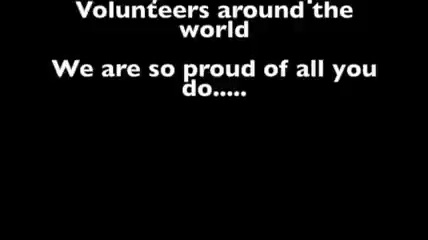 Volunteers around the
world
We are so proud of all you
do.....